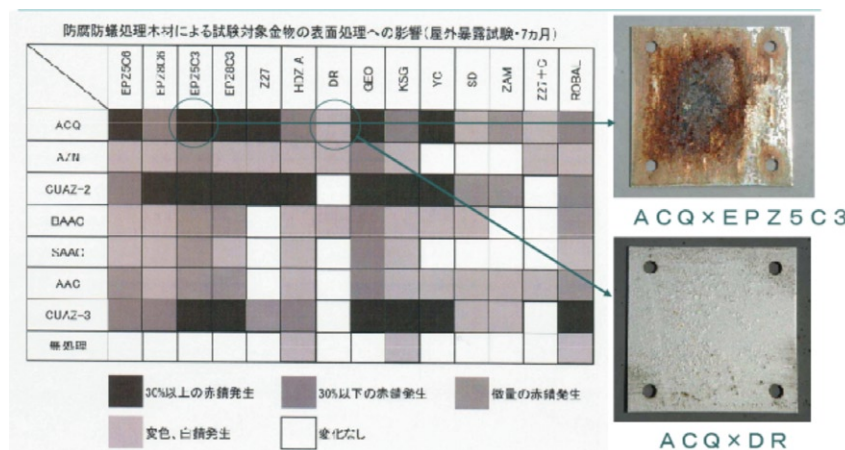 防腐防蟻処理木材による試験対象金物の表面処理への影響(屋外暴露試験・7カ月)
EPZ5C6
EPZ8C6
EPZ5C3
EPZ8C3
Z27
HDZ A
DR
GEO
KSG
YC
SD
ZAM
Z27+C
ROBAL
ACQ
AZN
CUAZ-2
DAAC
SAAC
AAC
CUAZ-3
無処理
30%以上の赤錆発生
30%以下の赤錆発生
微量の赤錆発生
変色、白錆発生
変化なし
ACQ×EPZ5C3
ACQ×DR